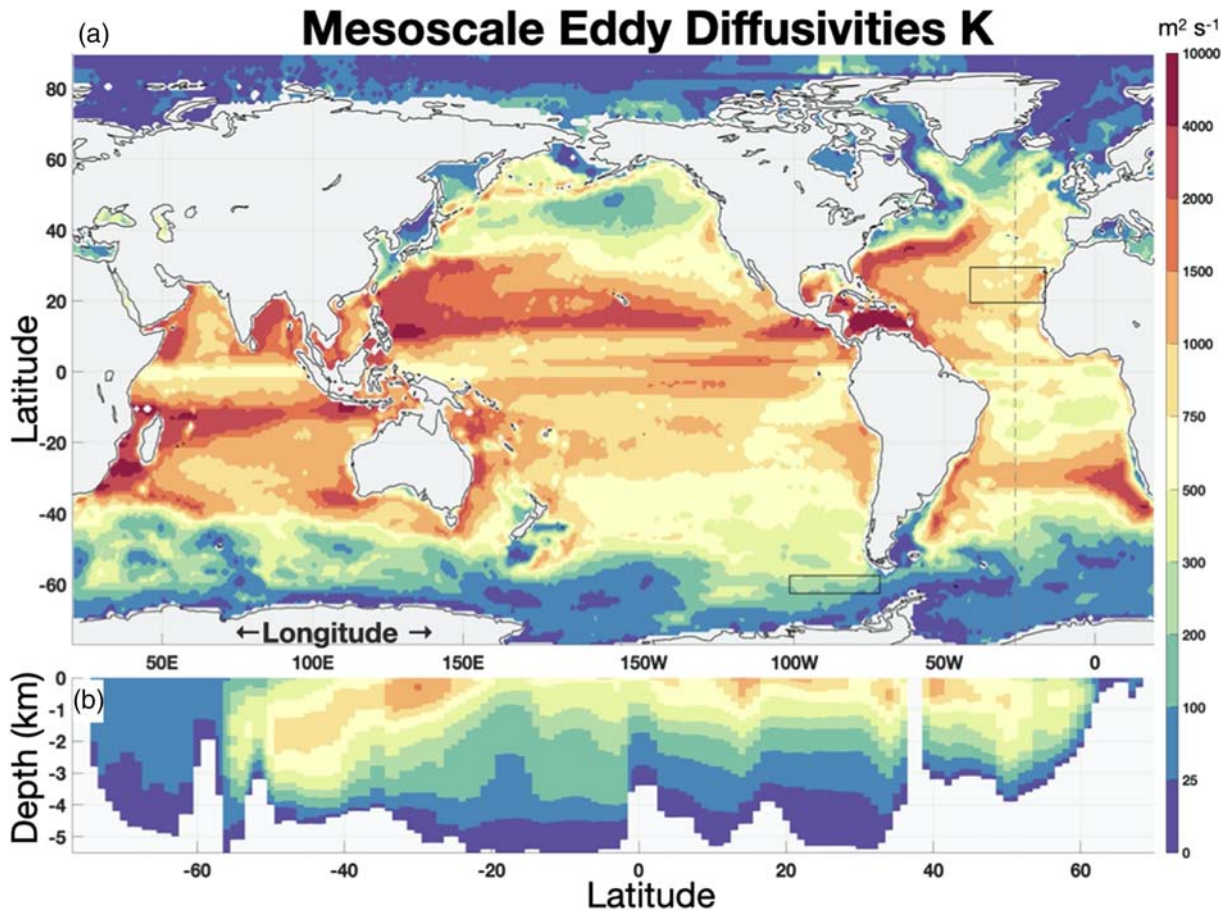 Mesoscale Eddy Diffusivities K
(a)
m² s⁻¹
10000
4000
2000
1500
1000
750
500
300
200
100
25
0
Latitude
80
60
40
20
0
-20
-40
-60
←Longitude→
50E 100E 150E 150W 100W 50W 0
(b)
Depth (km)
0
-1
-2
-3
-4
-5
-60 -40 -20 0 20 40 60
Latitude